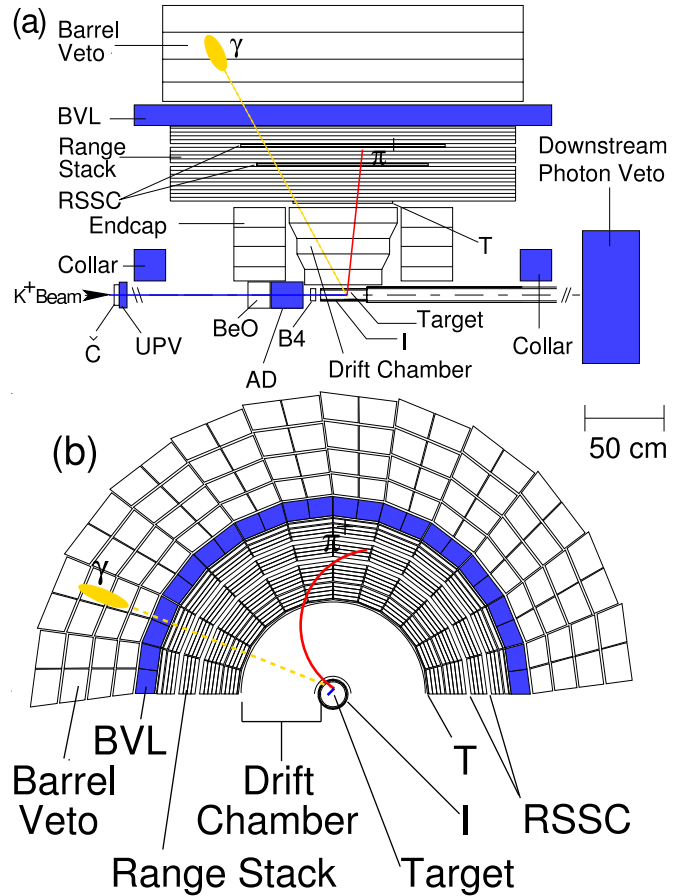 (a)
Barrel
Veto
γ
BVL
Range
Stack
π+
RSSC
Downstream
Photon Veto
Endcap
T
Collar
K+Beam
Č
UPV
BeO
AD
B4
I
Target
Drift Chamber
Collar
50 cm
(b)
π+
γ
BVL
Barrel
Veto
Drift
Chamber
Range Stack
Target
T
I
RSSC